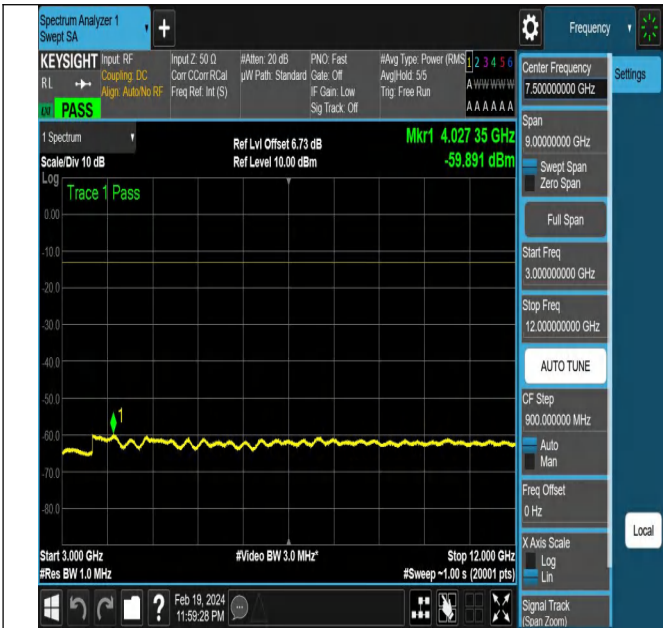 Spectrum Analyzer 1
Swept SA
+
Frequency
KEYSIGHT
RL
PASS
Input: RF
Coupling: DC
Align: Auto/No RF
Input Z: 50 Ω
Corr CCorr RCal
Freq Ref: Int (S)
#Atten: 20 dB
µW Path: Standard
PNO: Fast
Gate: Off
IF Gain: Low
Sig Track: Off
#Avg Type: Power (RMS
Avg|Hold: 5/5
Trig: Free Run
1 2 3 4 5 6
A W W W W W
A A A A A A
1 Spectrum
Scale/Div 10 dB
Log
Ref Lvl Offset 6.73 dB
Ref Level 10.00 dBm
Mkr1 4.027 35 GHz
-59.891 dBm
Trace 1 Pass
0.00
-10.0
-20.0
-30.0
-40.0
-50.0
-60.0
-70.0
-80.0
1
Start 3.000 GHz
#Res BW 1.0 MHz
#Video BW 3.0 MHz*
Stop 12.000 GHz
#Sweep ~1.00 s (20001 pts)
Feb 19, 2024
11:59:28 PM
Center Frequency
7.500000000 GHz
Settings
Span
9.00000000 GHz
Swept Span
Zero Span
Full Span
Start Freq
3.000000000 GHz
Stop Freq
12.000000000 GHz
AUTO TUNE
CF Step
900.000000 MHz
Auto
Man
Freq Offset
0 Hz
Local
X Axis Scale
Log
Lin
Signal Track
(Span Zoom)